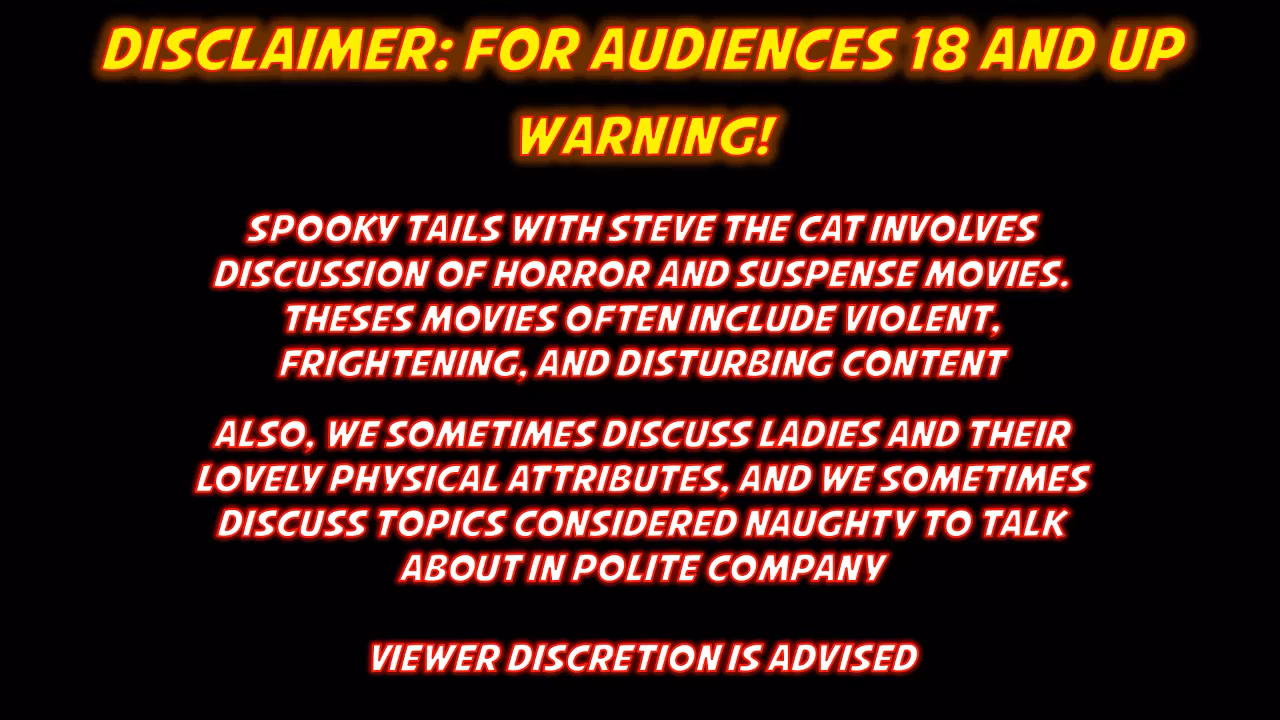 DISCLAIMER: FOR AUDIENCES 18 AND UP
WARNING!
SPOOKY TAILS WITH STEVE THE CAT INVOLVES
DISCUSSION OF HORROR AND SUSPENSE MOVIES.
THESES MOVIES OFTEN INCLUDE VIOLENT,
FRIGHTENING, AND DISTURBING CONTENT
ALSO, WE SOMETIMES DISCUSS LADIES AND THEIR
LOVELY PHYSICAL ATTRIBUTES, AND WE SOMETIMES
DISCUSS TOPICS CONSIDERED NAUGHTY TO TALK
ABOUT IN POLITE COMPANY
VIEWER DISCRETION IS ADVISED